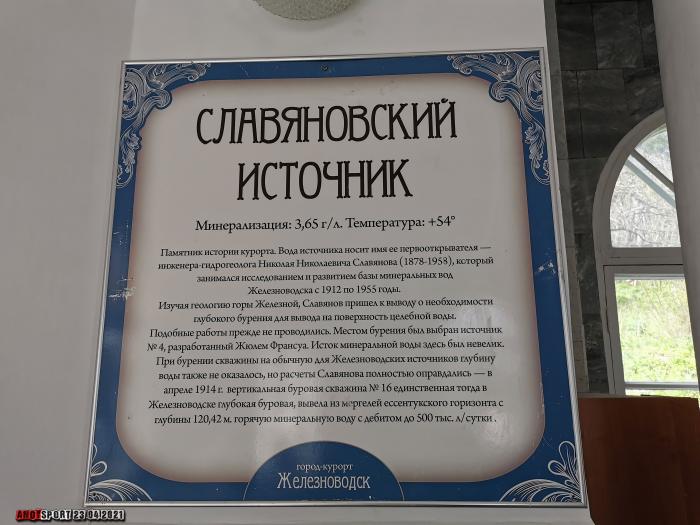 СЛАВЯНОВСКИЙ
ИСТОЧНИК
Минерализация: 3,65 г/л. Температура: +54°
Памятник истории курорта. Вода источника носит имя ее первооткрывателя —
инженера-гидрогеолога Николая Николаевича Славянова (1878-1958), который
занимался исследованием и развитием базы минеральных вод
Железноводска с 1912 по 1955 годы.
Изучая геологию горы Железной, Славянов пришел к выводу о необходимости
глубокого бурения для вывода на поверхность целебной воды.
Подобные работы прежде не проводились. Местом бурения был выбран источник
№ 4, разработанный Жюлем Франсуа. Исток минеральной воды здесь был невелик.
При бурении скважины на обычную для Железноводских источников глубину
воды также не оказалось, но расчеты Славянова полностью оправдались — в
апреле 1914 г. вертикальная буровая скважина № 16 единственная тогда в
Железноводске глубокая буровая, вывела из мергелей ессентукского горизонта с
глубины 120,42 м. горячую минеральную воду с дебитом до 500 тыс. л/сутки .
город-курорт
Железноводск
ANOTSPORT 23.04.2021